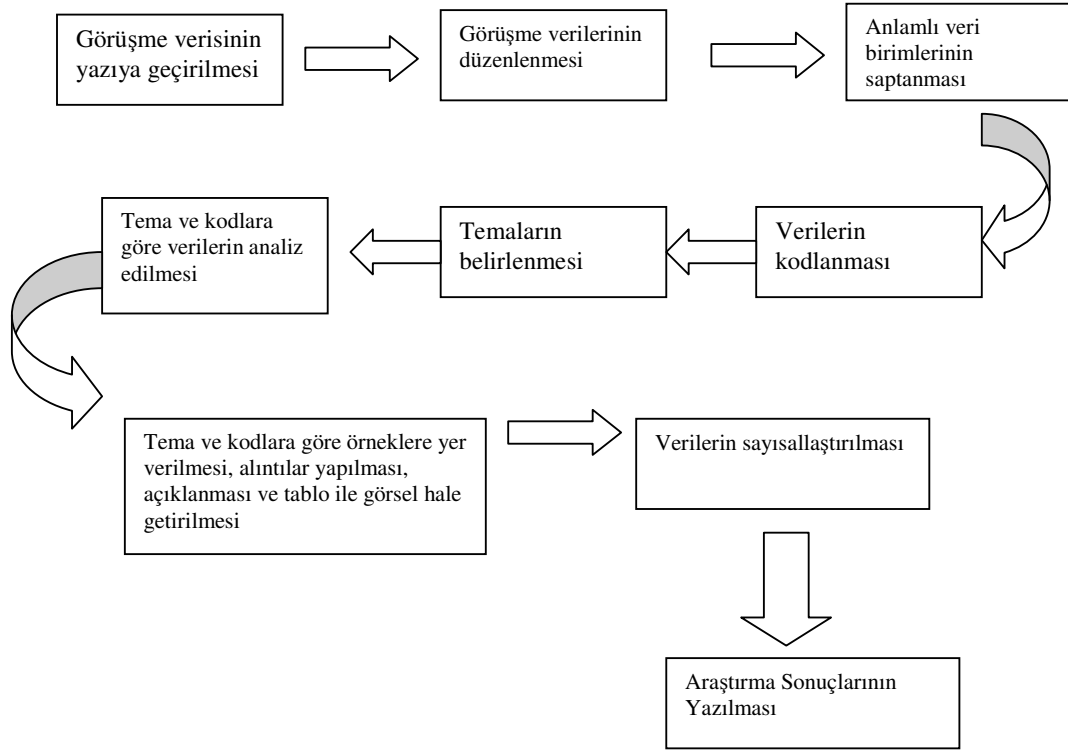 Görüşme verisinin
yazıya geçirilmesi
Görüşme verilerinin
düzenlenmesi
Anlamlı veri
birimlerinin
saptanması
Verilerin
kodlanması
Temaların
belirlenmesi
Tema ve kodlara
göre verilerin analiz
edilmesi
Tema ve kodlara göre örneklere yer
verilmesi, alıntılar yapılması,
açıklanması ve tablo ile görsel hale
getirilmesi
Verilerin sayısallaştırılması
Araştırma Sonuçlarının
Yazılması